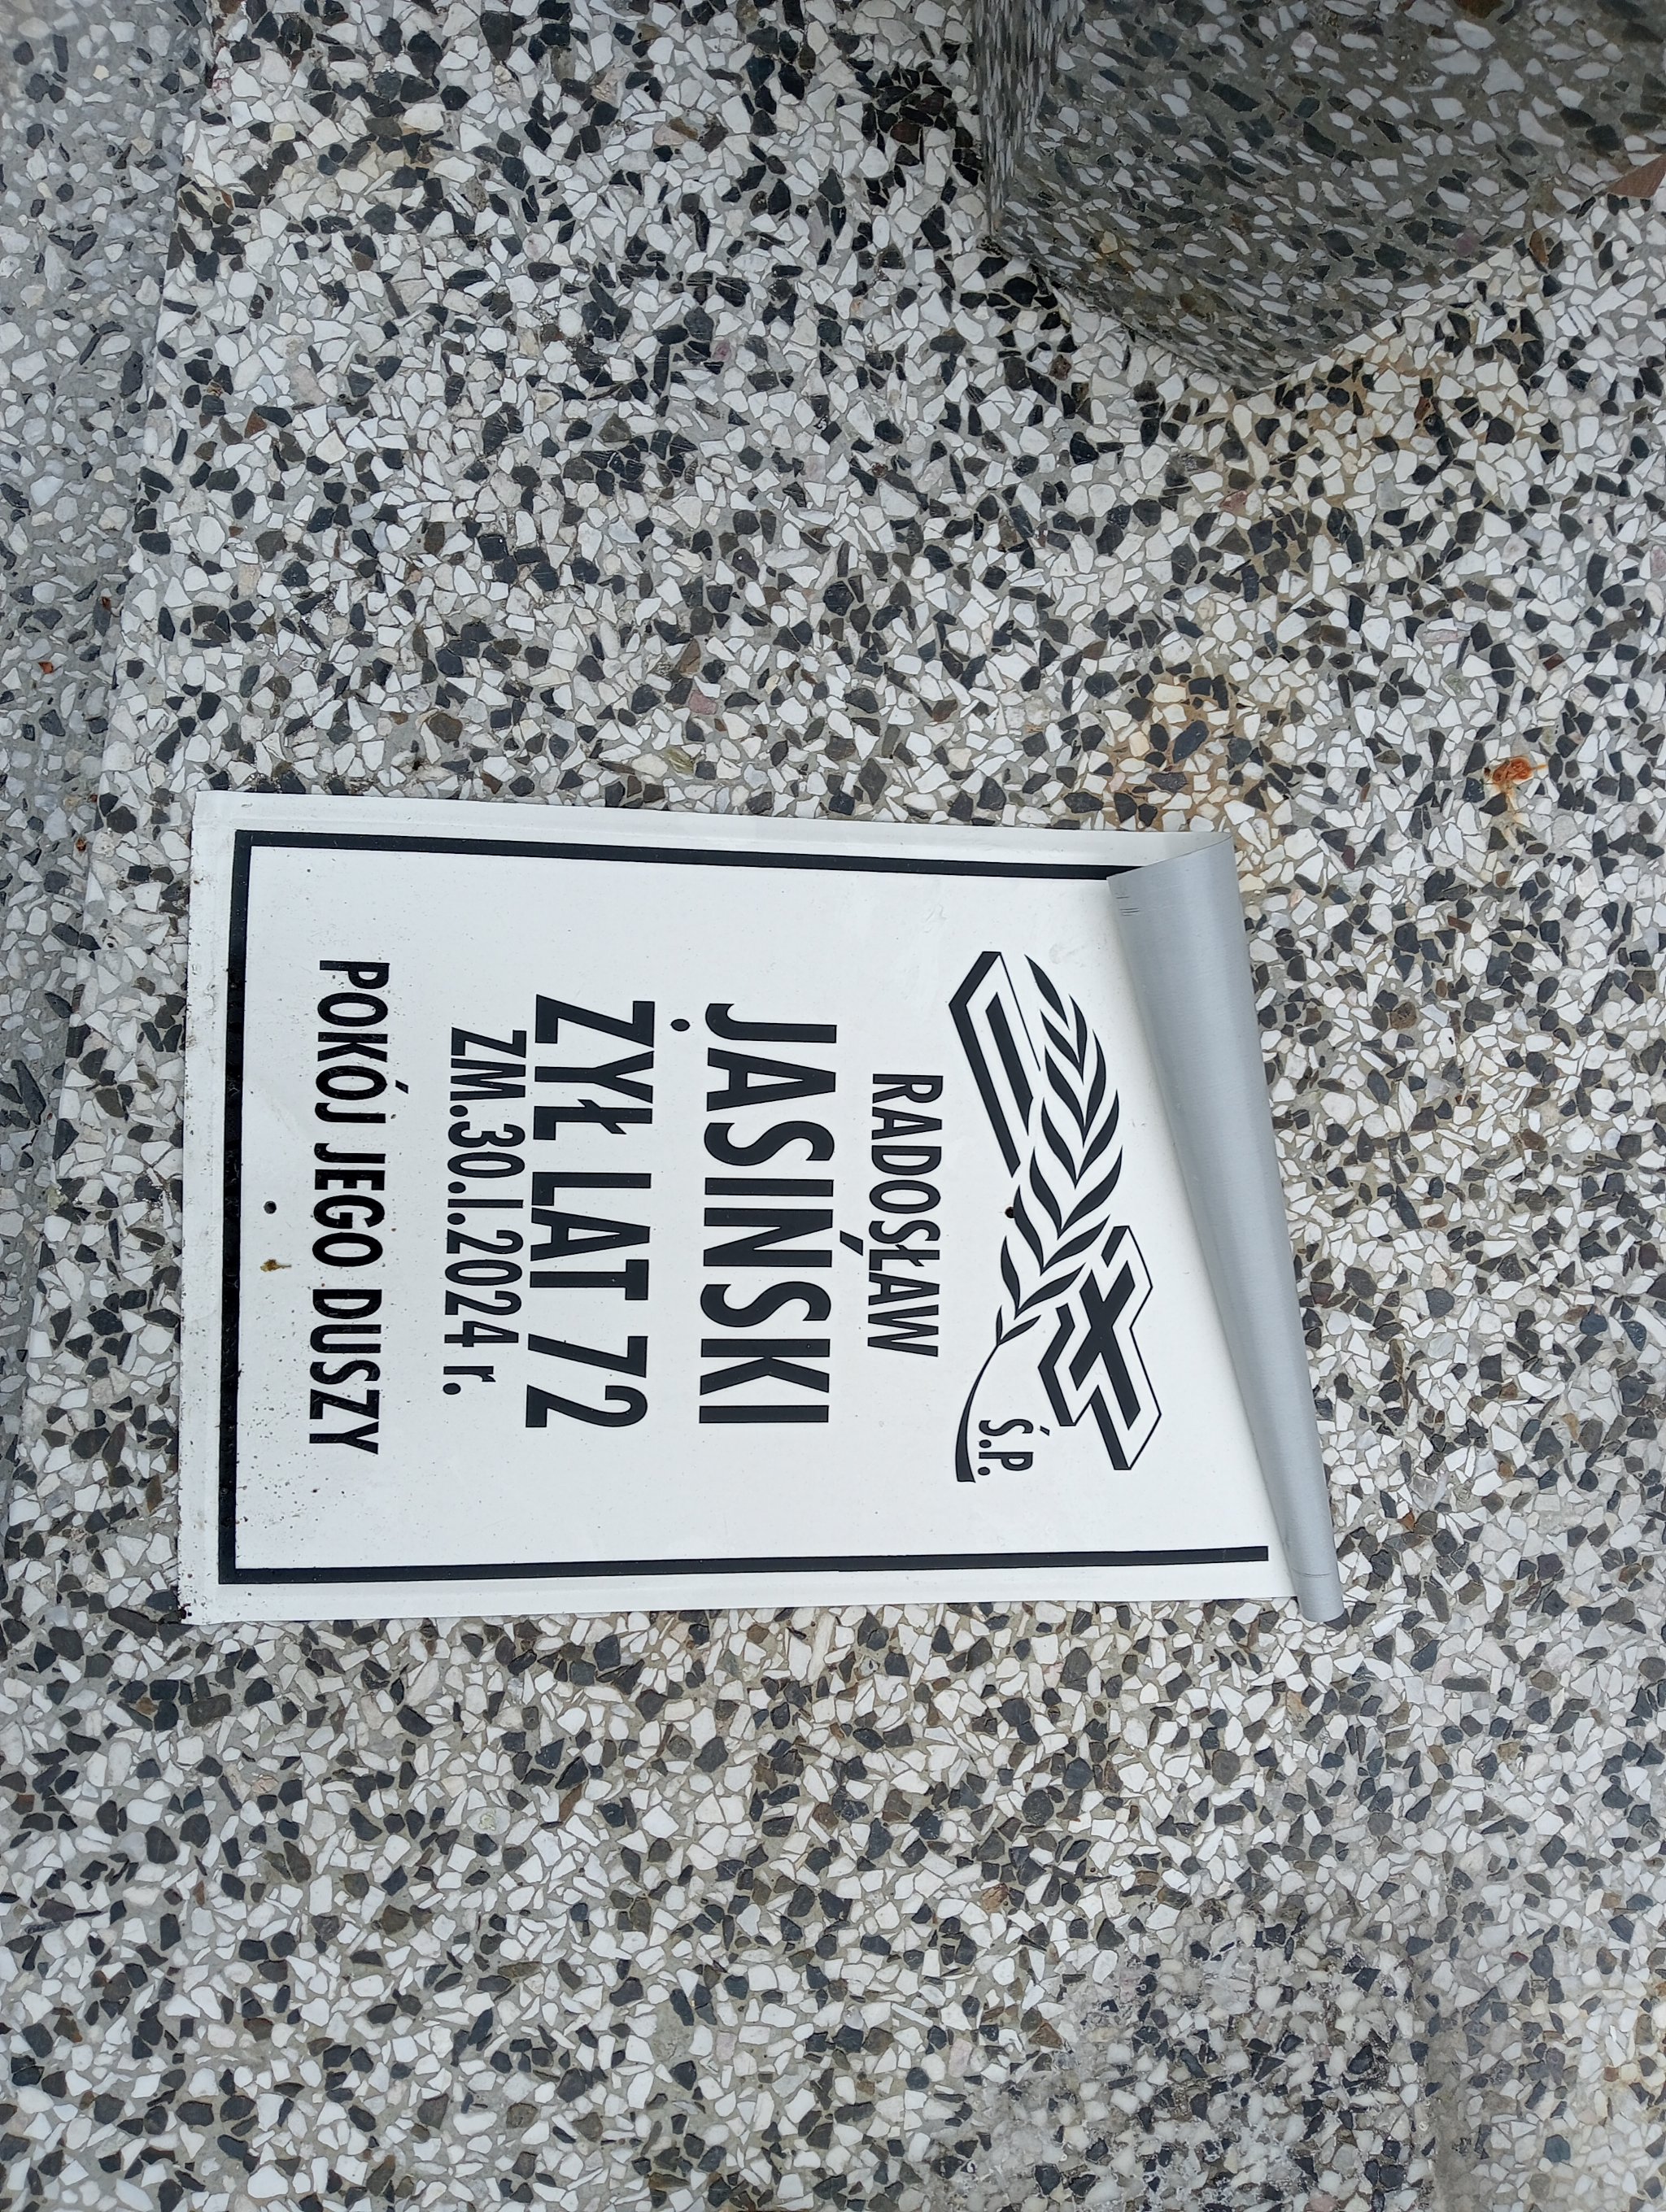 Ś.P.
RADOSŁAW
JASIŃSKI
ŻYŁ LAT 72
ZM.30.I.2024 r.
POKÓJ JEGO DUSZY